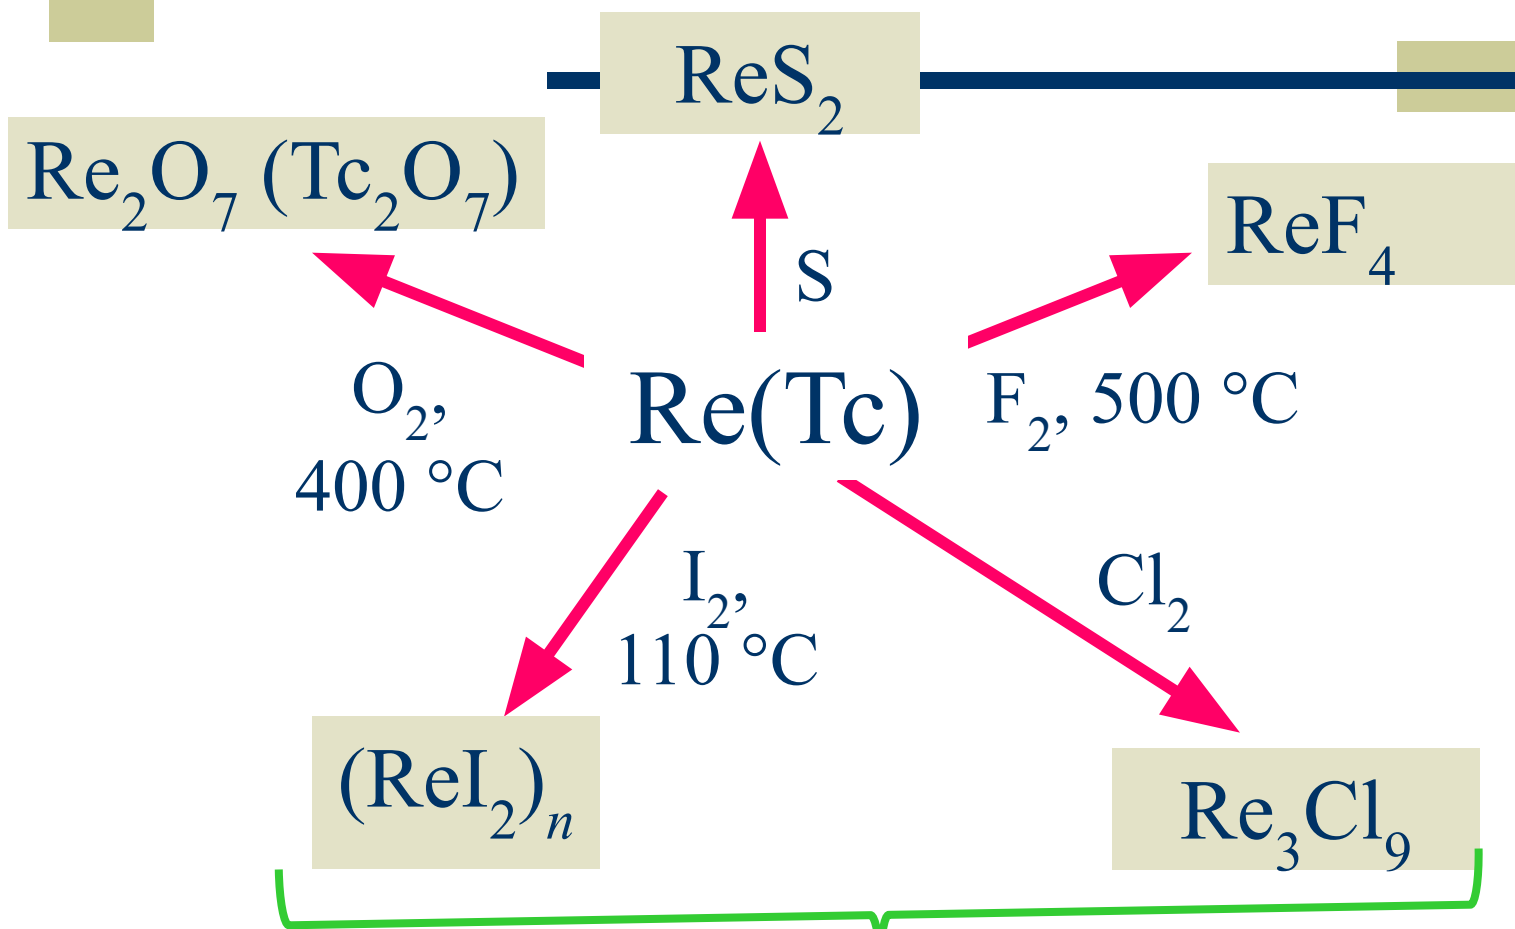 ReS₂
Re₂O₇ (Tc₂O₇)
ReF₄
S
Re(Tc)
O₂,
400 °C
F₂, 500 °C
I₂,
110 °C
Cl₂
(ReI₂)ₙ
Re₃Cl₉